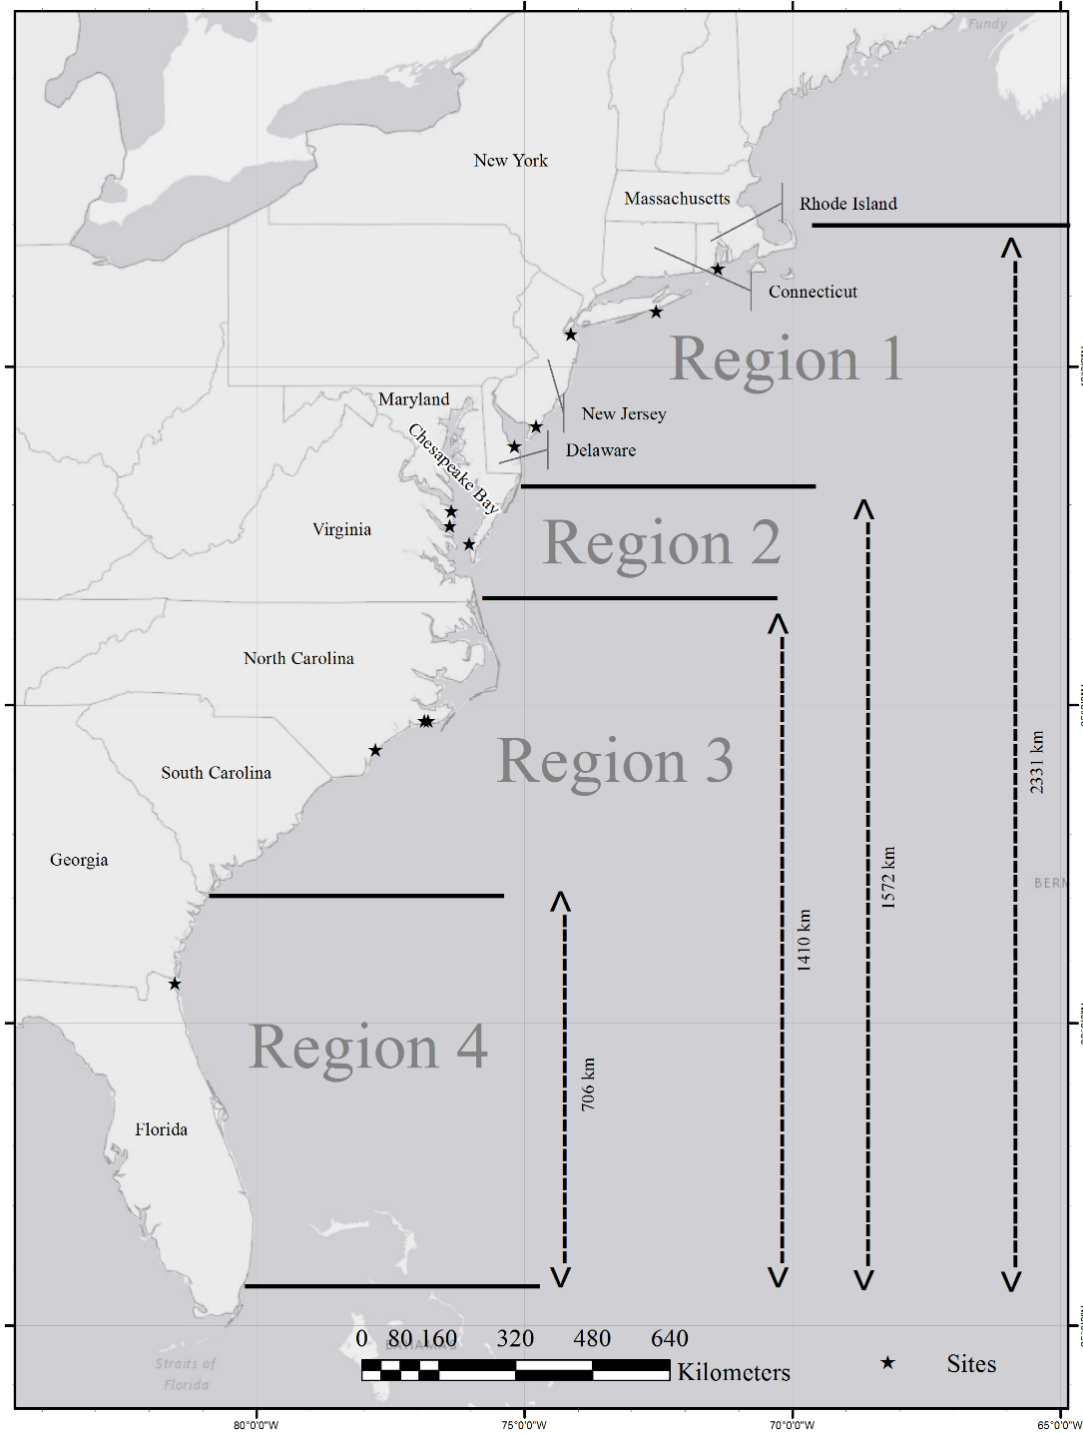 Fundy
New York
Massachusetts
Rhode Island
Connecticut
Region 1
Maryland
New Jersey
Chesapeake Bay
Delaware
Virginia
Region 2
North Carolina
Region 3
South Carolina
2331 km
Georgia
1572 km
BERM
1410 km
Region 4
706 km
Florida
0 80 160 320 480 640
Kilometers
Sites
Straits of
Florida
80°0'0"W
75°0'0"W
70°0'0"W
65°0'0"W